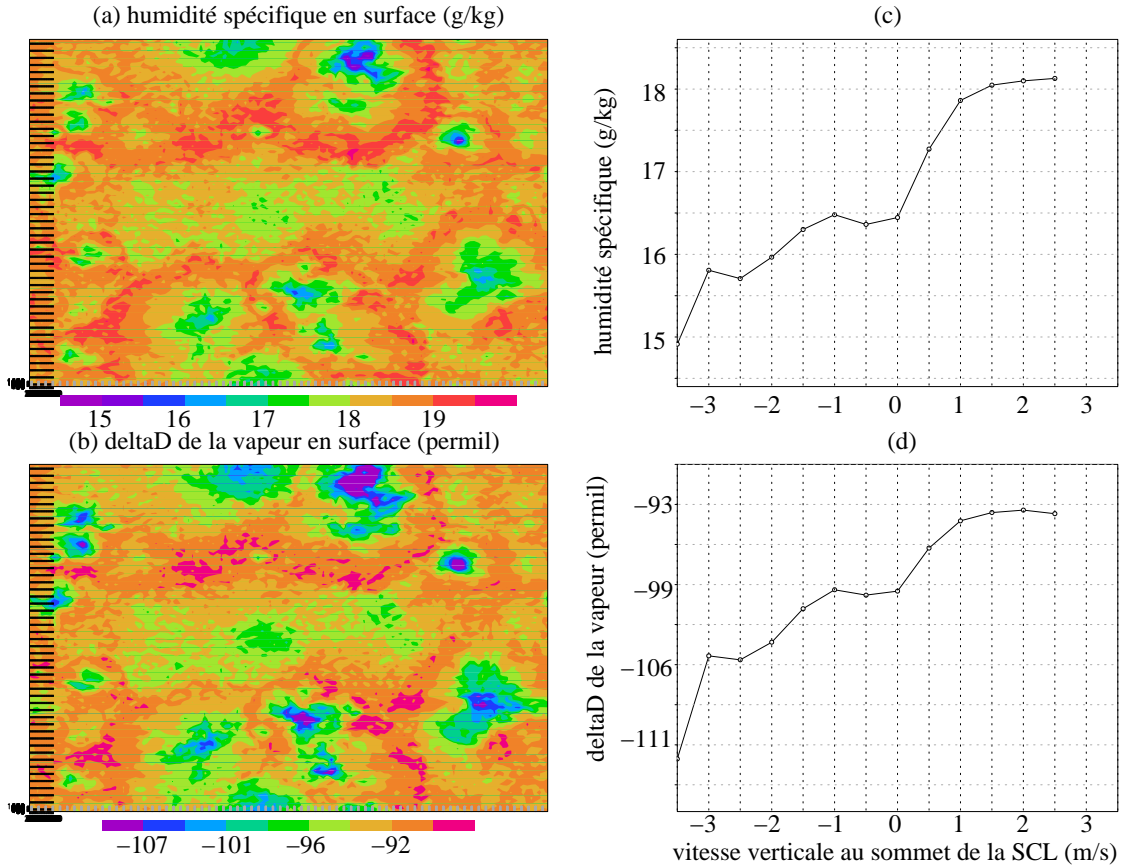 (a) humidité spécifique en surface (g/kg)
15 16 17 18 19
(b) deltaD de la vapeur en surface (permil)
−107 −101 −96 −92
(c)
humidité spécifique (g/kg)
18
17
16
15
−3 −2 −1 0 1 2 3
(d)
deltaD de la vapeur (permil)
−93
−99
−106
−111
−3 −2 −1 0 1 2 3
vitesse verticale au sommet de la SCL (m/s)